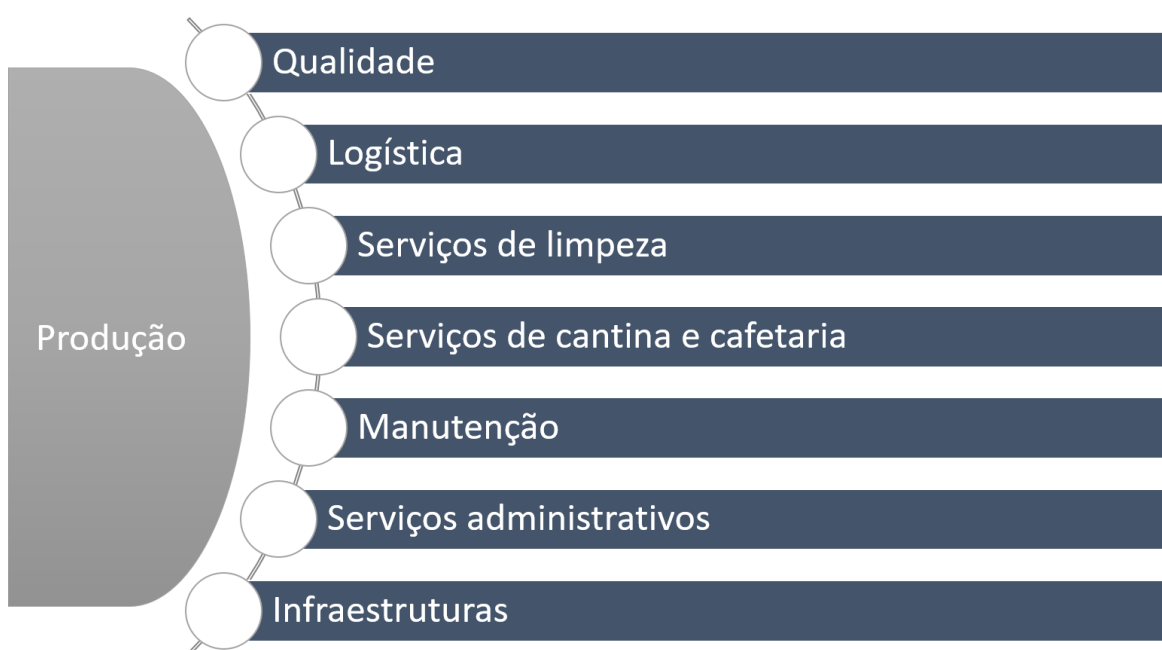 Qualidade
Logística
Serviços de limpeza
Produção
Serviços de cantina e cafetaria
Manutenção
Serviços administrativos
Infraestruturas